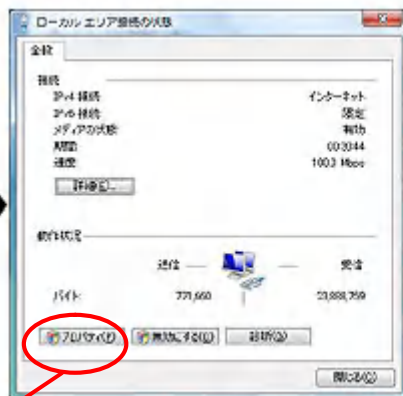 ローカル エリア接続の状態
全般
接続
IPv4 接続 インターネット
IPv6 接続 限定
メディアの状態 有効
期間 00:30:44
速度 100.0 Mbps
詳細(E)...
動作状況
送信 — — 受信
バイト: 771,660 23,888,769
プロパティ(P) 無効にする(D) 診断(G)
閉じる(C)